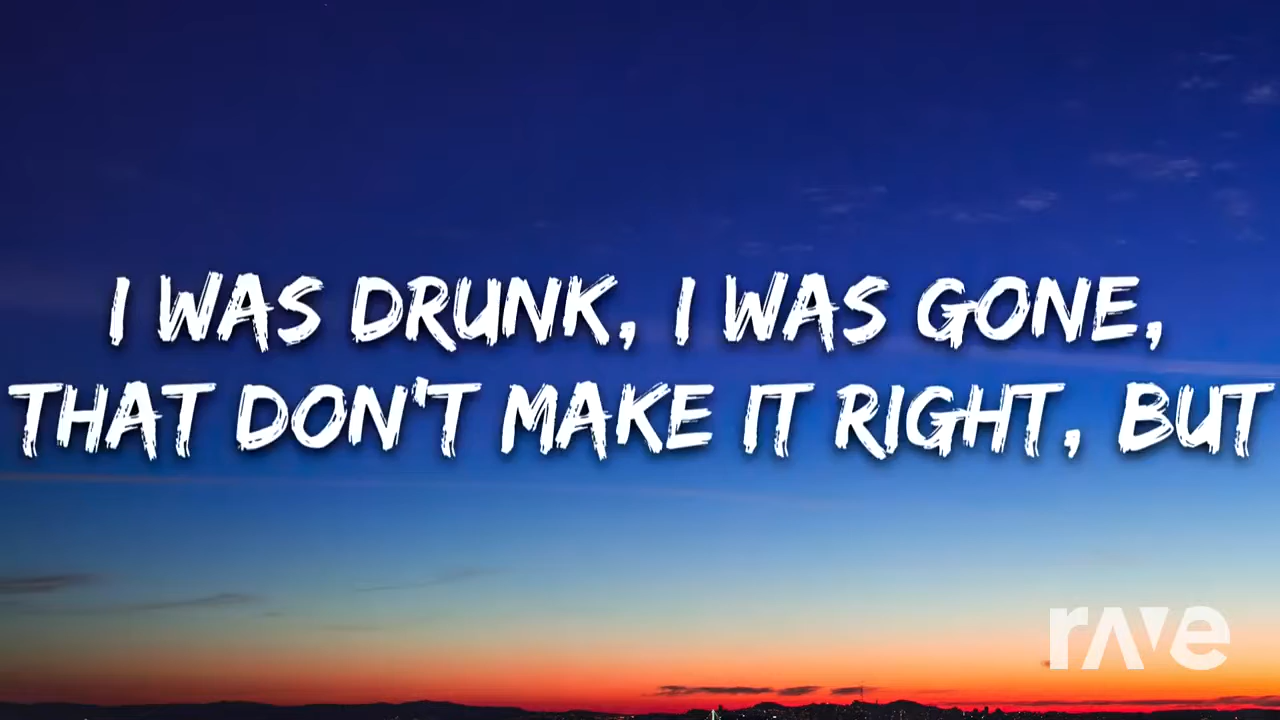 I WAS DRUNK, I WAS GONE,
THAT DON'T MAKE IT RIGHT, BUT
rave